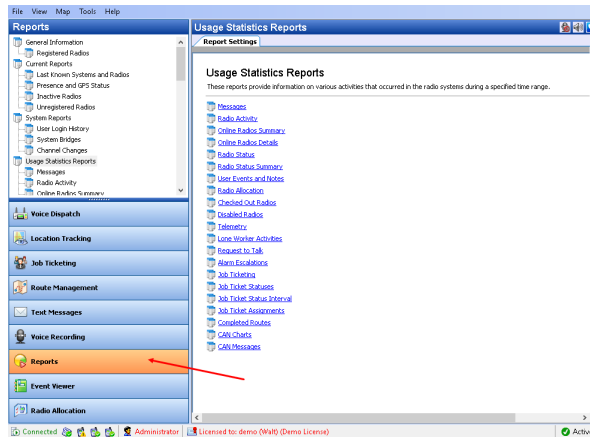 File View Map Tools Help
Reports
General Information
Registered Radios
Current Reports
Last Known Systems and Radios
Presence and GPS Status
Inactive Radios
Unregistered Radios
System Reports
User Login History
System Bridges
Channel Changes
Usage Statistics Reports
Messages
Radio Activity
Online Radios Summary
Voice Dispatch
Location Tracking
Job Ticketing
Route Management
Text Messages
Voice Recording
Reports
Event Viewer
Radio Allocation
Usage Statistics Reports
Report Settings
Usage Statistics Reports
These reports provide information on various activities that occurred in the radio systems during a specified time range.
Messages
Radio Activity
Online Radios Summary
Online Radios Details
Radio Status
Radio Status Summary
User Events and Notes
Radio Allocation
Checked Out Radios
Disabled Radios
Telemetry
Lone Worker Activities
Request to Talk
Alarm Escalations
Job Ticketing
Job Ticket Statuses
Job Ticket Status Interval
Job Ticket Assignments
Completed Routes
CAN Charts
CAN Messages
Connected Administrator Licensed to: demo (Walt) (Demo License) Active